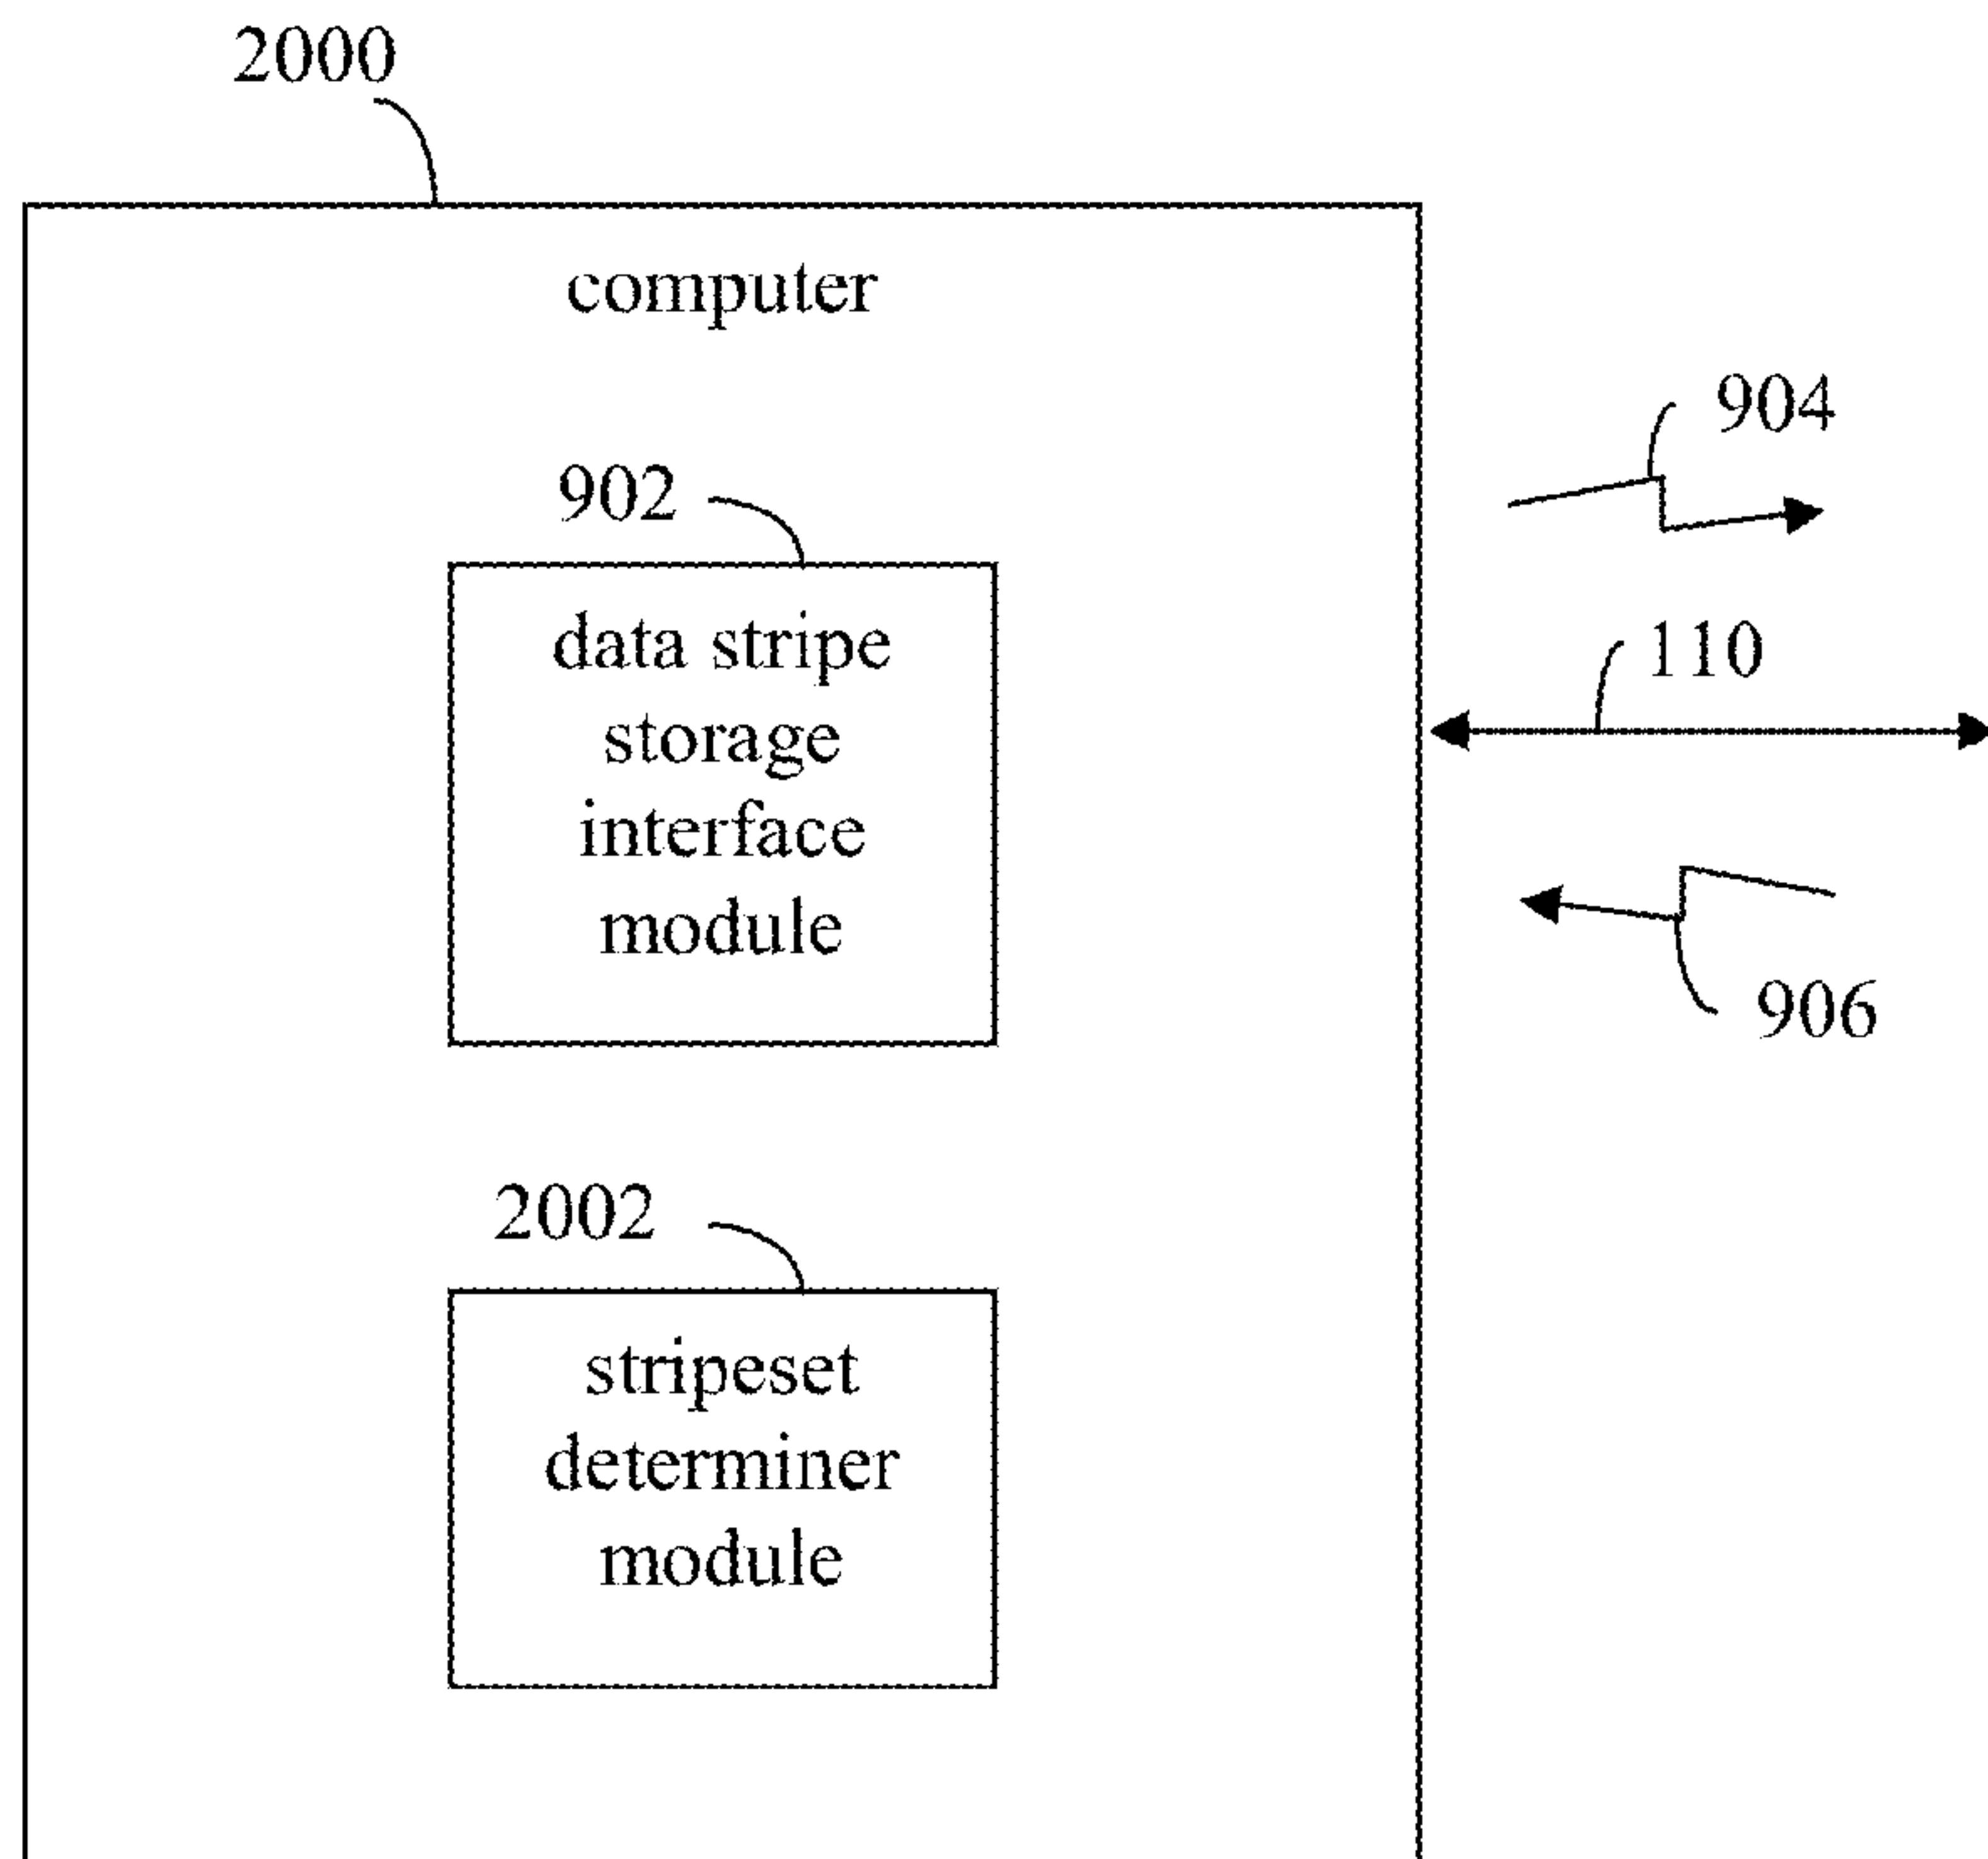 2000
computer
904
902
data stripe
storage
interface
module
110
906
2002
stripeset
determiner
module